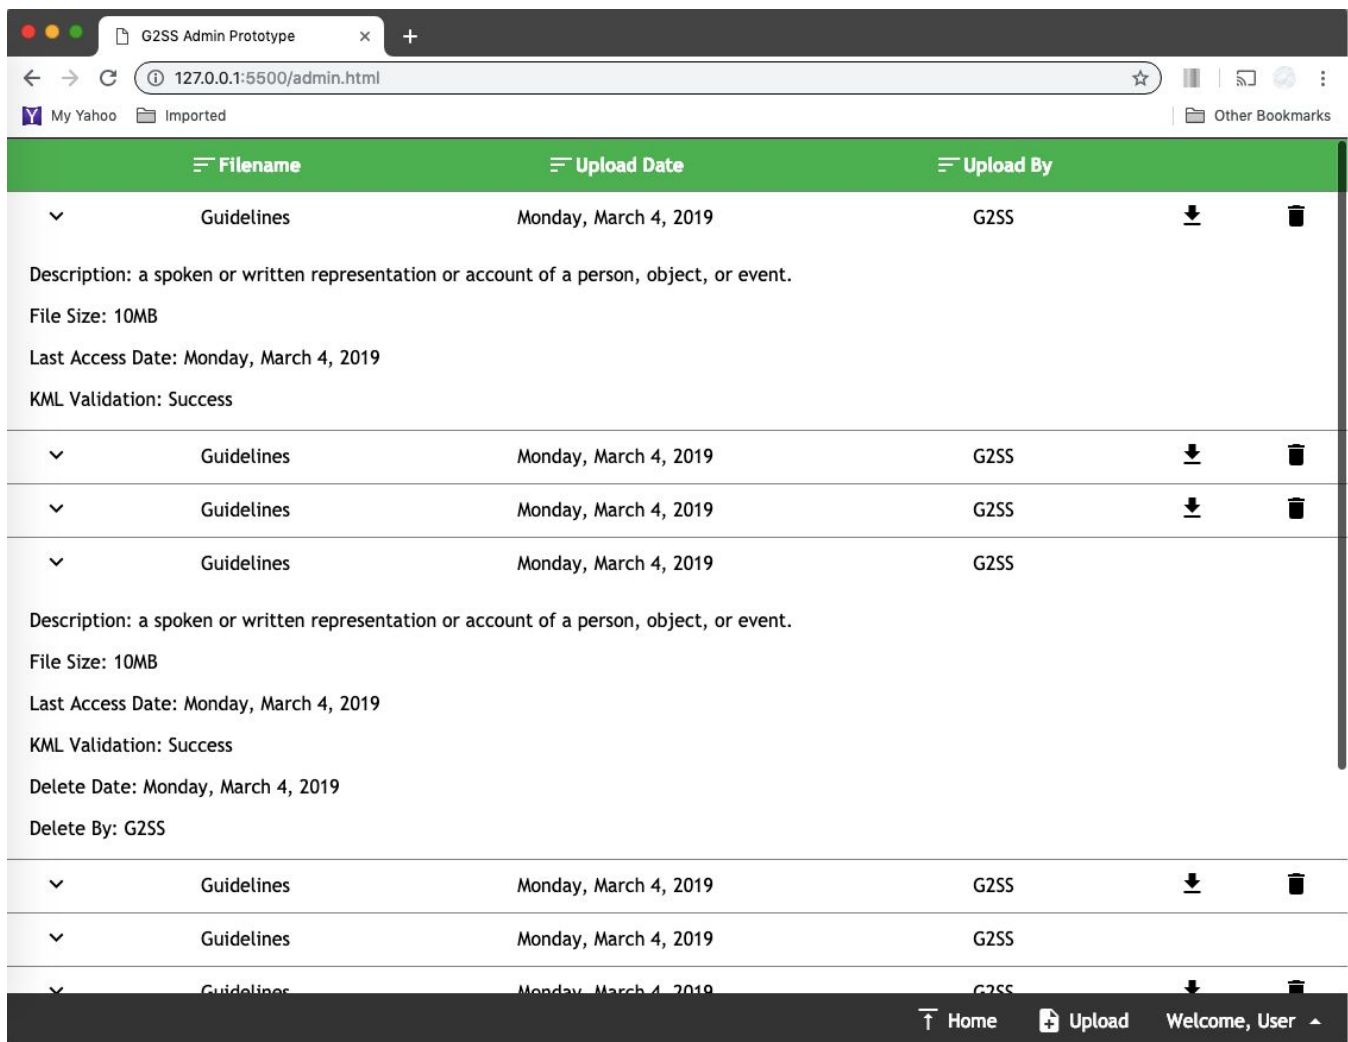 G2SS Admin Prototype
127.0.0.1:5500/admin.html
My Yahoo Imported Other Bookmarks
Filename Upload Date Upload By
Guidelines Monday, March 4, 2019 G2SS
Description: a spoken or written representation or account of a person, object, or event.
File Size: 10MB
Last Access Date: Monday, March 4, 2019
KML Validation: Success
Guidelines Monday, March 4, 2019 G2SS
Guidelines Monday, March 4, 2019 G2SS
Guidelines Monday, March 4, 2019 G2SS
Description: a spoken or written representation or account of a person, object, or event.
File Size: 10MB
Last Access Date: Monday, March 4, 2019
KML Validation: Success
Delete Date: Monday, March 4, 2019
Delete By: G2SS
Guidelines Monday, March 4, 2019 G2SS
Guidelines Monday, March 4, 2019 G2SS
Guidelines Monday, March 4, 2019 G2SS
Home Upload Welcome, User